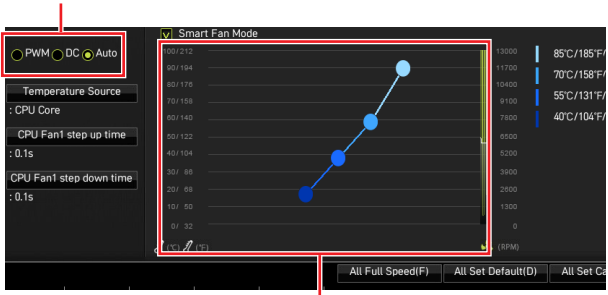 Smart Fan Mode
PWM DC Auto
Temperature Source
: CPU Core
CPU Fan1 step up time
: 0.1s
CPU Fan1 step down time
: 0.1s
100/212
90/194
80/176
70/158
60/140
50/122
40/104
30/ 86
20/ 68
10/ 50
0/ 32
(°C) (°F)
13000
11700
10400
9100
7800
6500
5200
3900
2600
1300
0
(RPM)
85°C/185°F/
70°C/158°F/
55°C/131°F/
40°C/104°F/
All Full Speed(F) All Set Default(D) All Set Ca